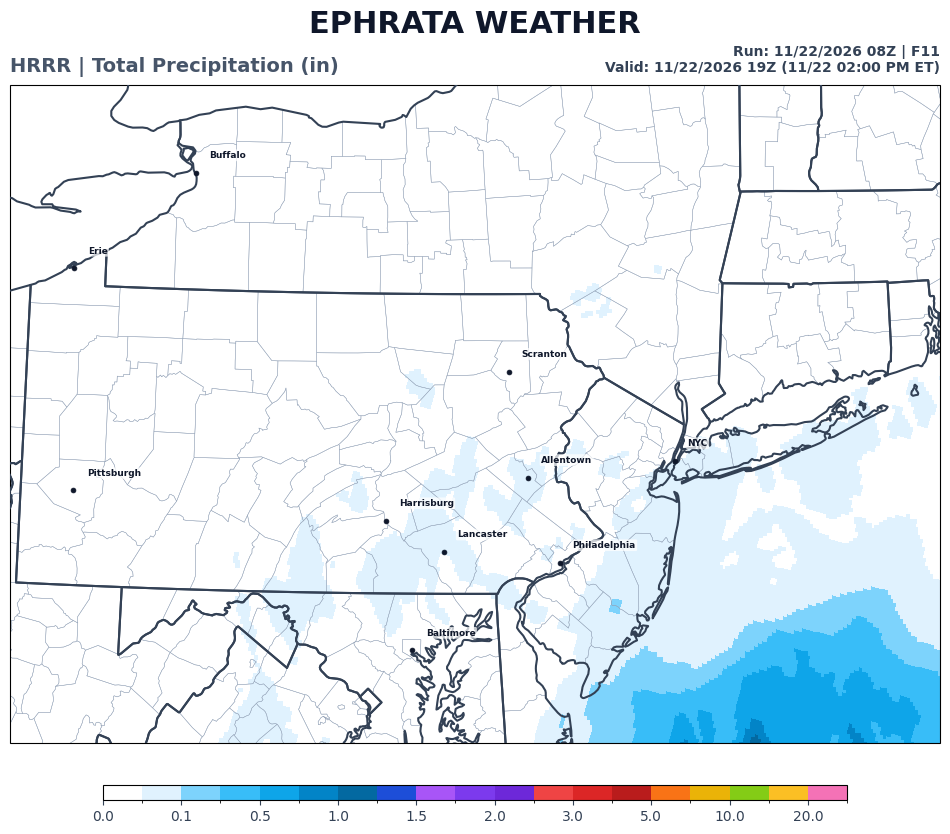 EPHRATA WEATHER
HRRR | Total Precipitation (in)
Run: 11/22/2026 08Z | F11
Valid: 11/22/2026 19Z (11/22 02:00 PM ET)
Buffalo
Erie
Scranton
NYC
Allentown
Pittsburgh
Harrisburg
Lancaster
Philadelphia
Baltimore
0.0 0.1 0.5 1.0 1.5 2.0 3.0 5.0 10.0 20.0